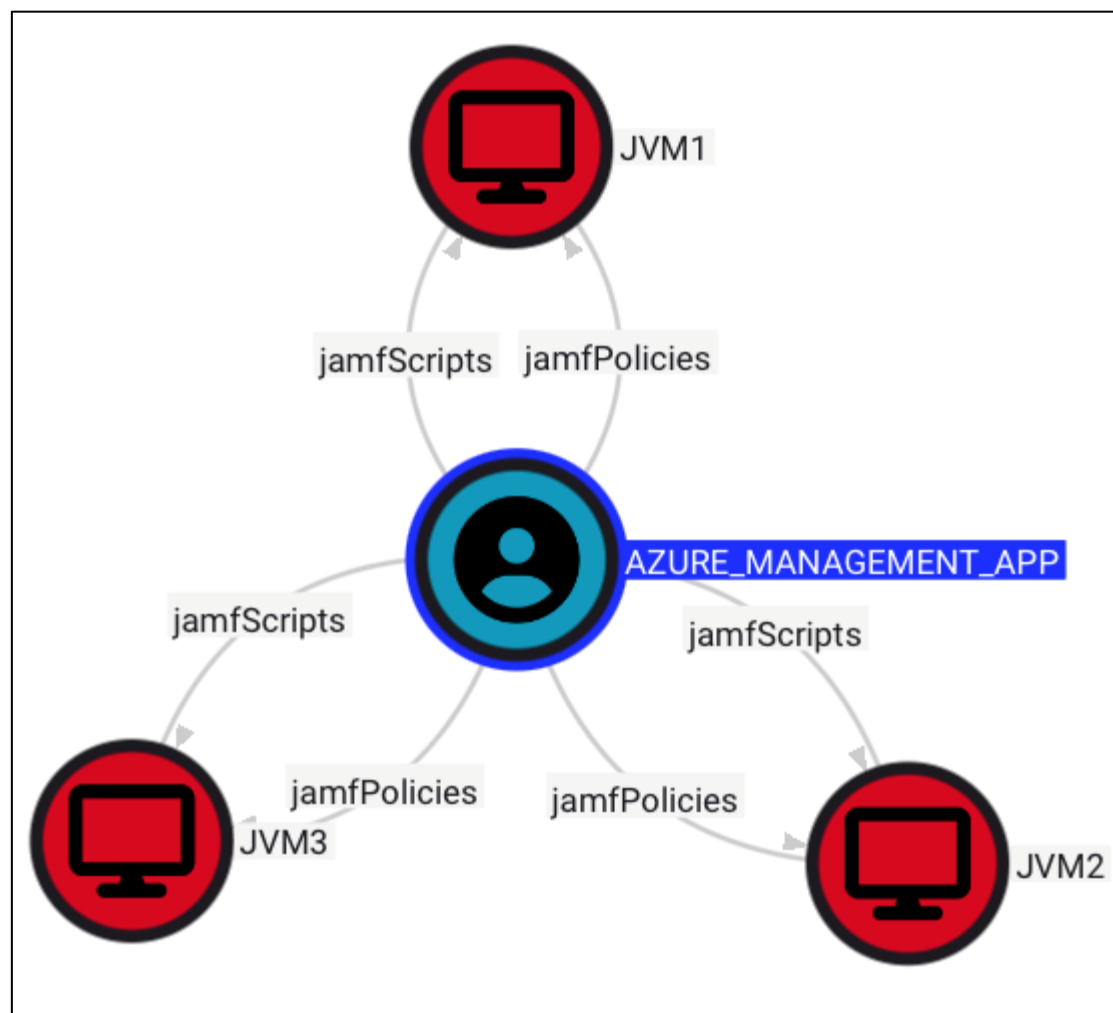 JVM1
jamfScripts
jamfPolicies
AZURE_MANAGEMENT_APP
jamfScripts
jamfScripts
jamfPolicies
jamfPolicies
JVM3
JVM2